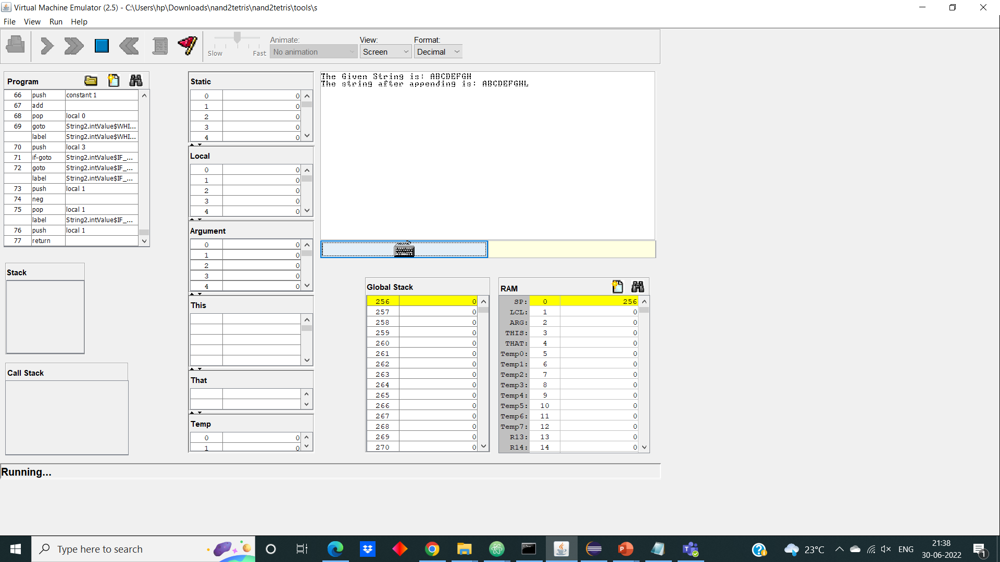 Virtual Machine Emulator (2.5) - C:\Users\hp\Downloads\nand2tetris\nand2tetris\tools\s
File View Run Help
Slow Fast
Animate:
No animation
View:
Screen
Format:
Decimal
Program
66 push constant 1
67 add
68 pop local 0
69 goto String2.intValue$WHI...
label String2.intValue$WHI...
70 push local 3
71 if-goto String2.intValue$IF_...
72 goto String2.intValue$IF_...
label String2.intValue$IF_...
73 push local 1
74 neg
75 pop local 1
label String2.intValue$IF_...
76 push local 1
77 return
Stack
Call Stack
Static
0 0
1 0
2 0
3 0
4 0
Local
0 0
1 0
2 0
3 0
4 0
Argument
0 0
1 0
2 0
3 0
4 0
This
That
Temp
0 0
1 0
The Given String is: ABCDEFGH
The string after appending is: ABCDEFGHL
Global Stack
256 0
257 0
258 0
259 0
260 0
261 0
262 0
263 0
264 0
265 0
266 0
267 0
268 0
269 0
270 0
RAM
SP: 0 256
LCL: 1 0
ARG: 2 0
THIS: 3 0
THAT: 4 0
Temp0: 5 0
Temp1: 6 0
Temp2: 7 0
Temp3: 8 0
Temp4: 9 0
Temp5: 10 0
Temp6: 11 0
Temp7: 12 0
R13: 13 0
R14: 14 0
Running...
Type here to search
23°C
ENG
21:38
30-06-2022
1